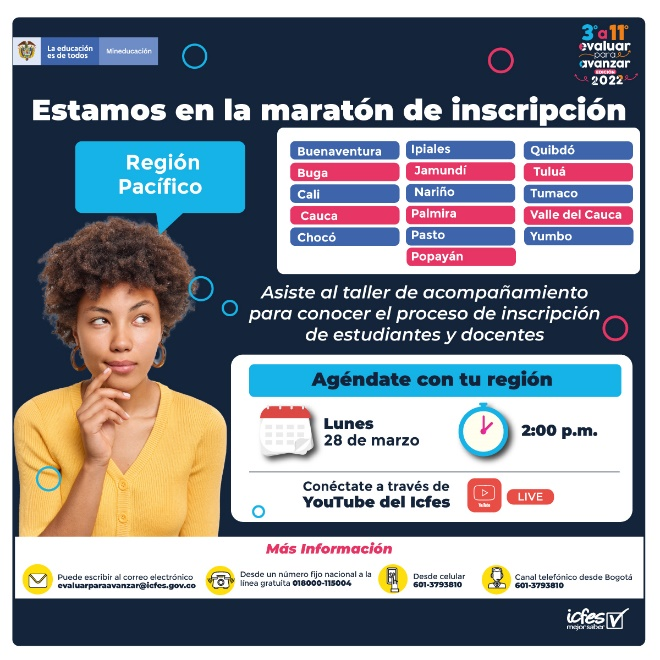 La educación
es de todos
Mineducación
3° a 11°
evaluar
para
avanzar
EDICIÓN
2022
Estamos en la maratón de inscripción
Región
Pacífico
Buenaventura
Ipiales
Quibdó
Buga
Jamundí
Tuluá
Cali
Nariño
Tumaco
Cauca
Palmira
Valle del Cauca
Chocó
Pasto
Yumbo
Popayán
Asiste al taller de acompañamiento
para conocer el proceso de inscripción
de estudiantes y docentes
Agéndate con tu región
Lunes
28 de marzo
2:00 p.m.
Conéctate a través de
YouTube del Icfes
YouTube
LIVE
Más Información
Puede escribir al correo electrónico
evaluarparaavanzar@icfes.gov.co
Desde un número fijo nacional a la
línea gratuita 018000-115004
Desde celular
601-3793810
Canal telefónico desde Bogotá
601-3793810
icfes
mejor saber